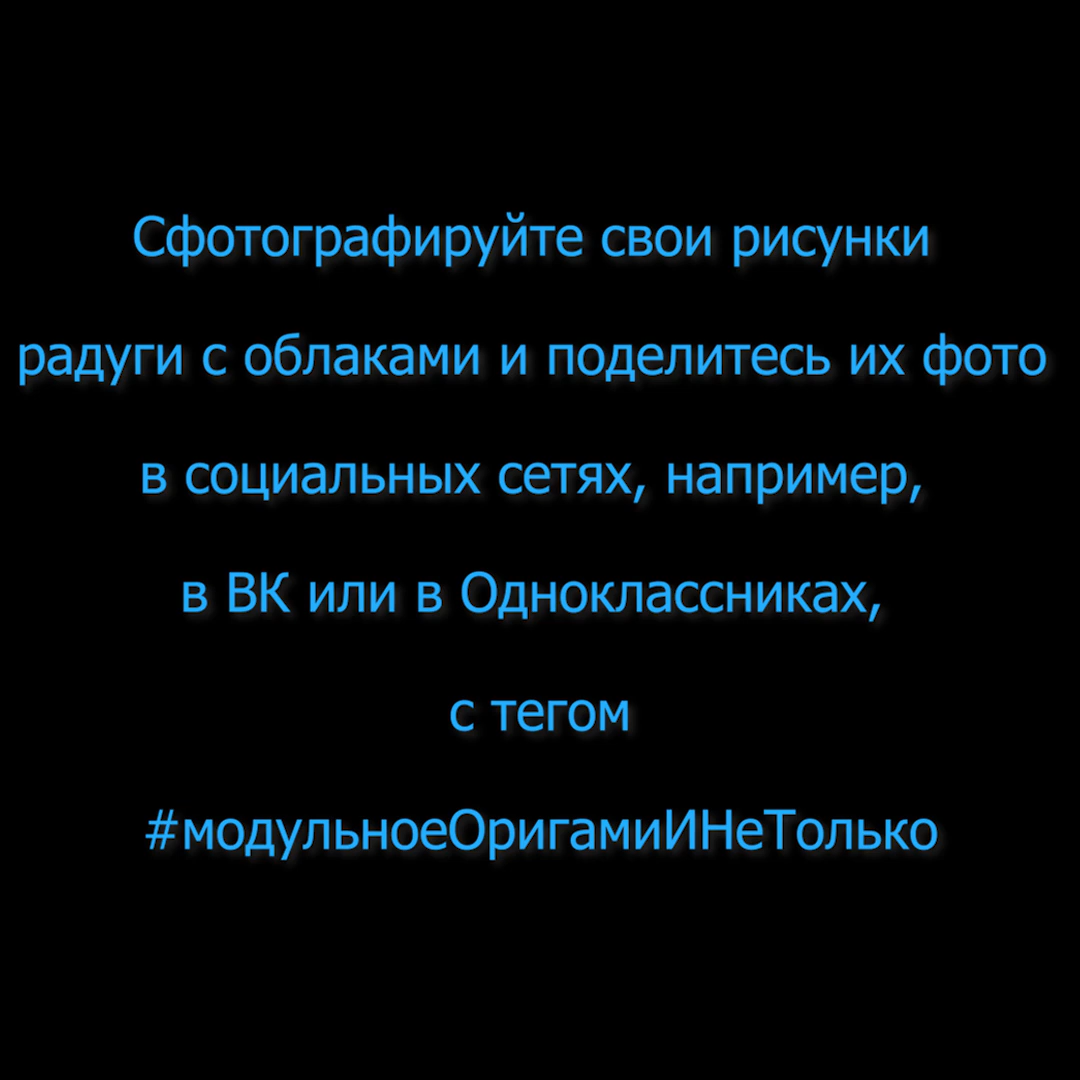 Сфотографируйте свои рисунки
радуги с облаками и поделитесь их фото
в социальных сетях, например,
в ВК или в Одноклассниках,
с тегом
#модульноеОригамиИНеТолько